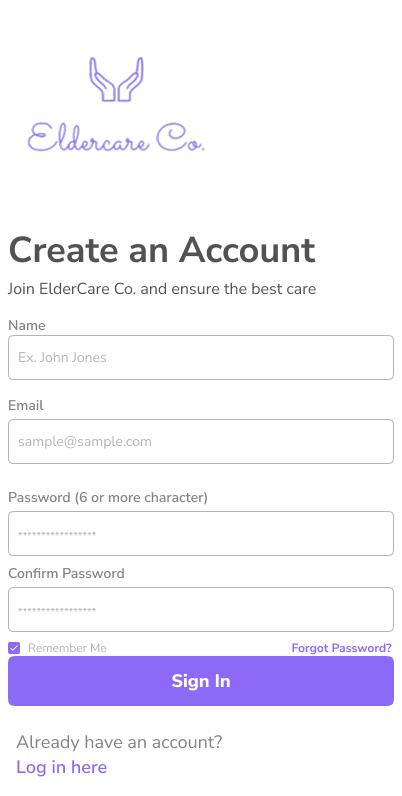 Eldercare Co.
Create an Account
Join ElderCare Co. and ensure the best care
Name
Ex. John Jones
Email
sample@sample.com
Password (6 or more character)
*****************
Confirm Password
*****************
Remember Me Forgot Password?
Sign In
Already have an account?
Log in here